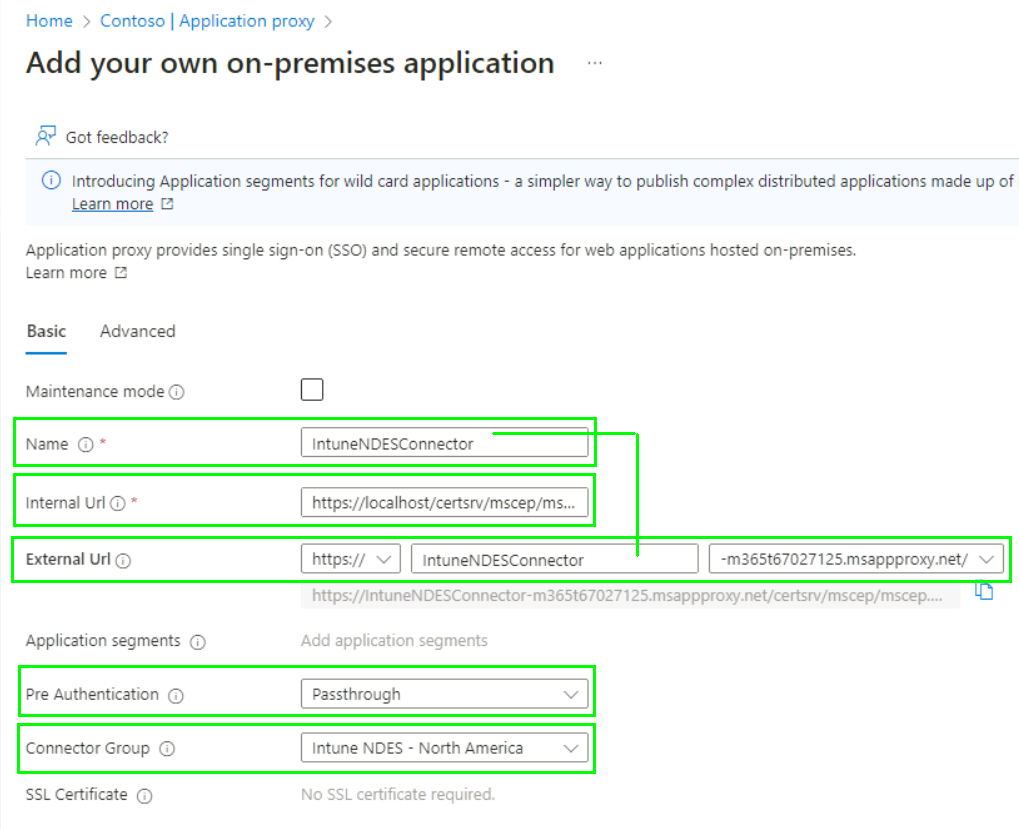 Home > Contoso | Application proxy >
Add your own on-premises application ...
Got feedback?
Introducing Application segments for wild card applications - a simpler way to publish complex distributed applications made up of
Learn more
Application proxy provides single sign-on (SSO) and secure remote access for web applications hosted on-premises.
Learn more
Basic Advanced
Maintenance mode
Name * IntuneNDESConnector
Internal Url * https://localhost/certsrv/mscep/ms...
External Url https:// IntuneNDESConnector -m365t67027125.msappproxy.net/
https://IntuneNDESConnector-m365t67027125.msappproxy.net/certsrv/mscep/mscep....
Application segments Add application segments
Pre Authentication Passthrough
Connector Group Intune NDES - North America
SSL Certificate No SSL certificate required.